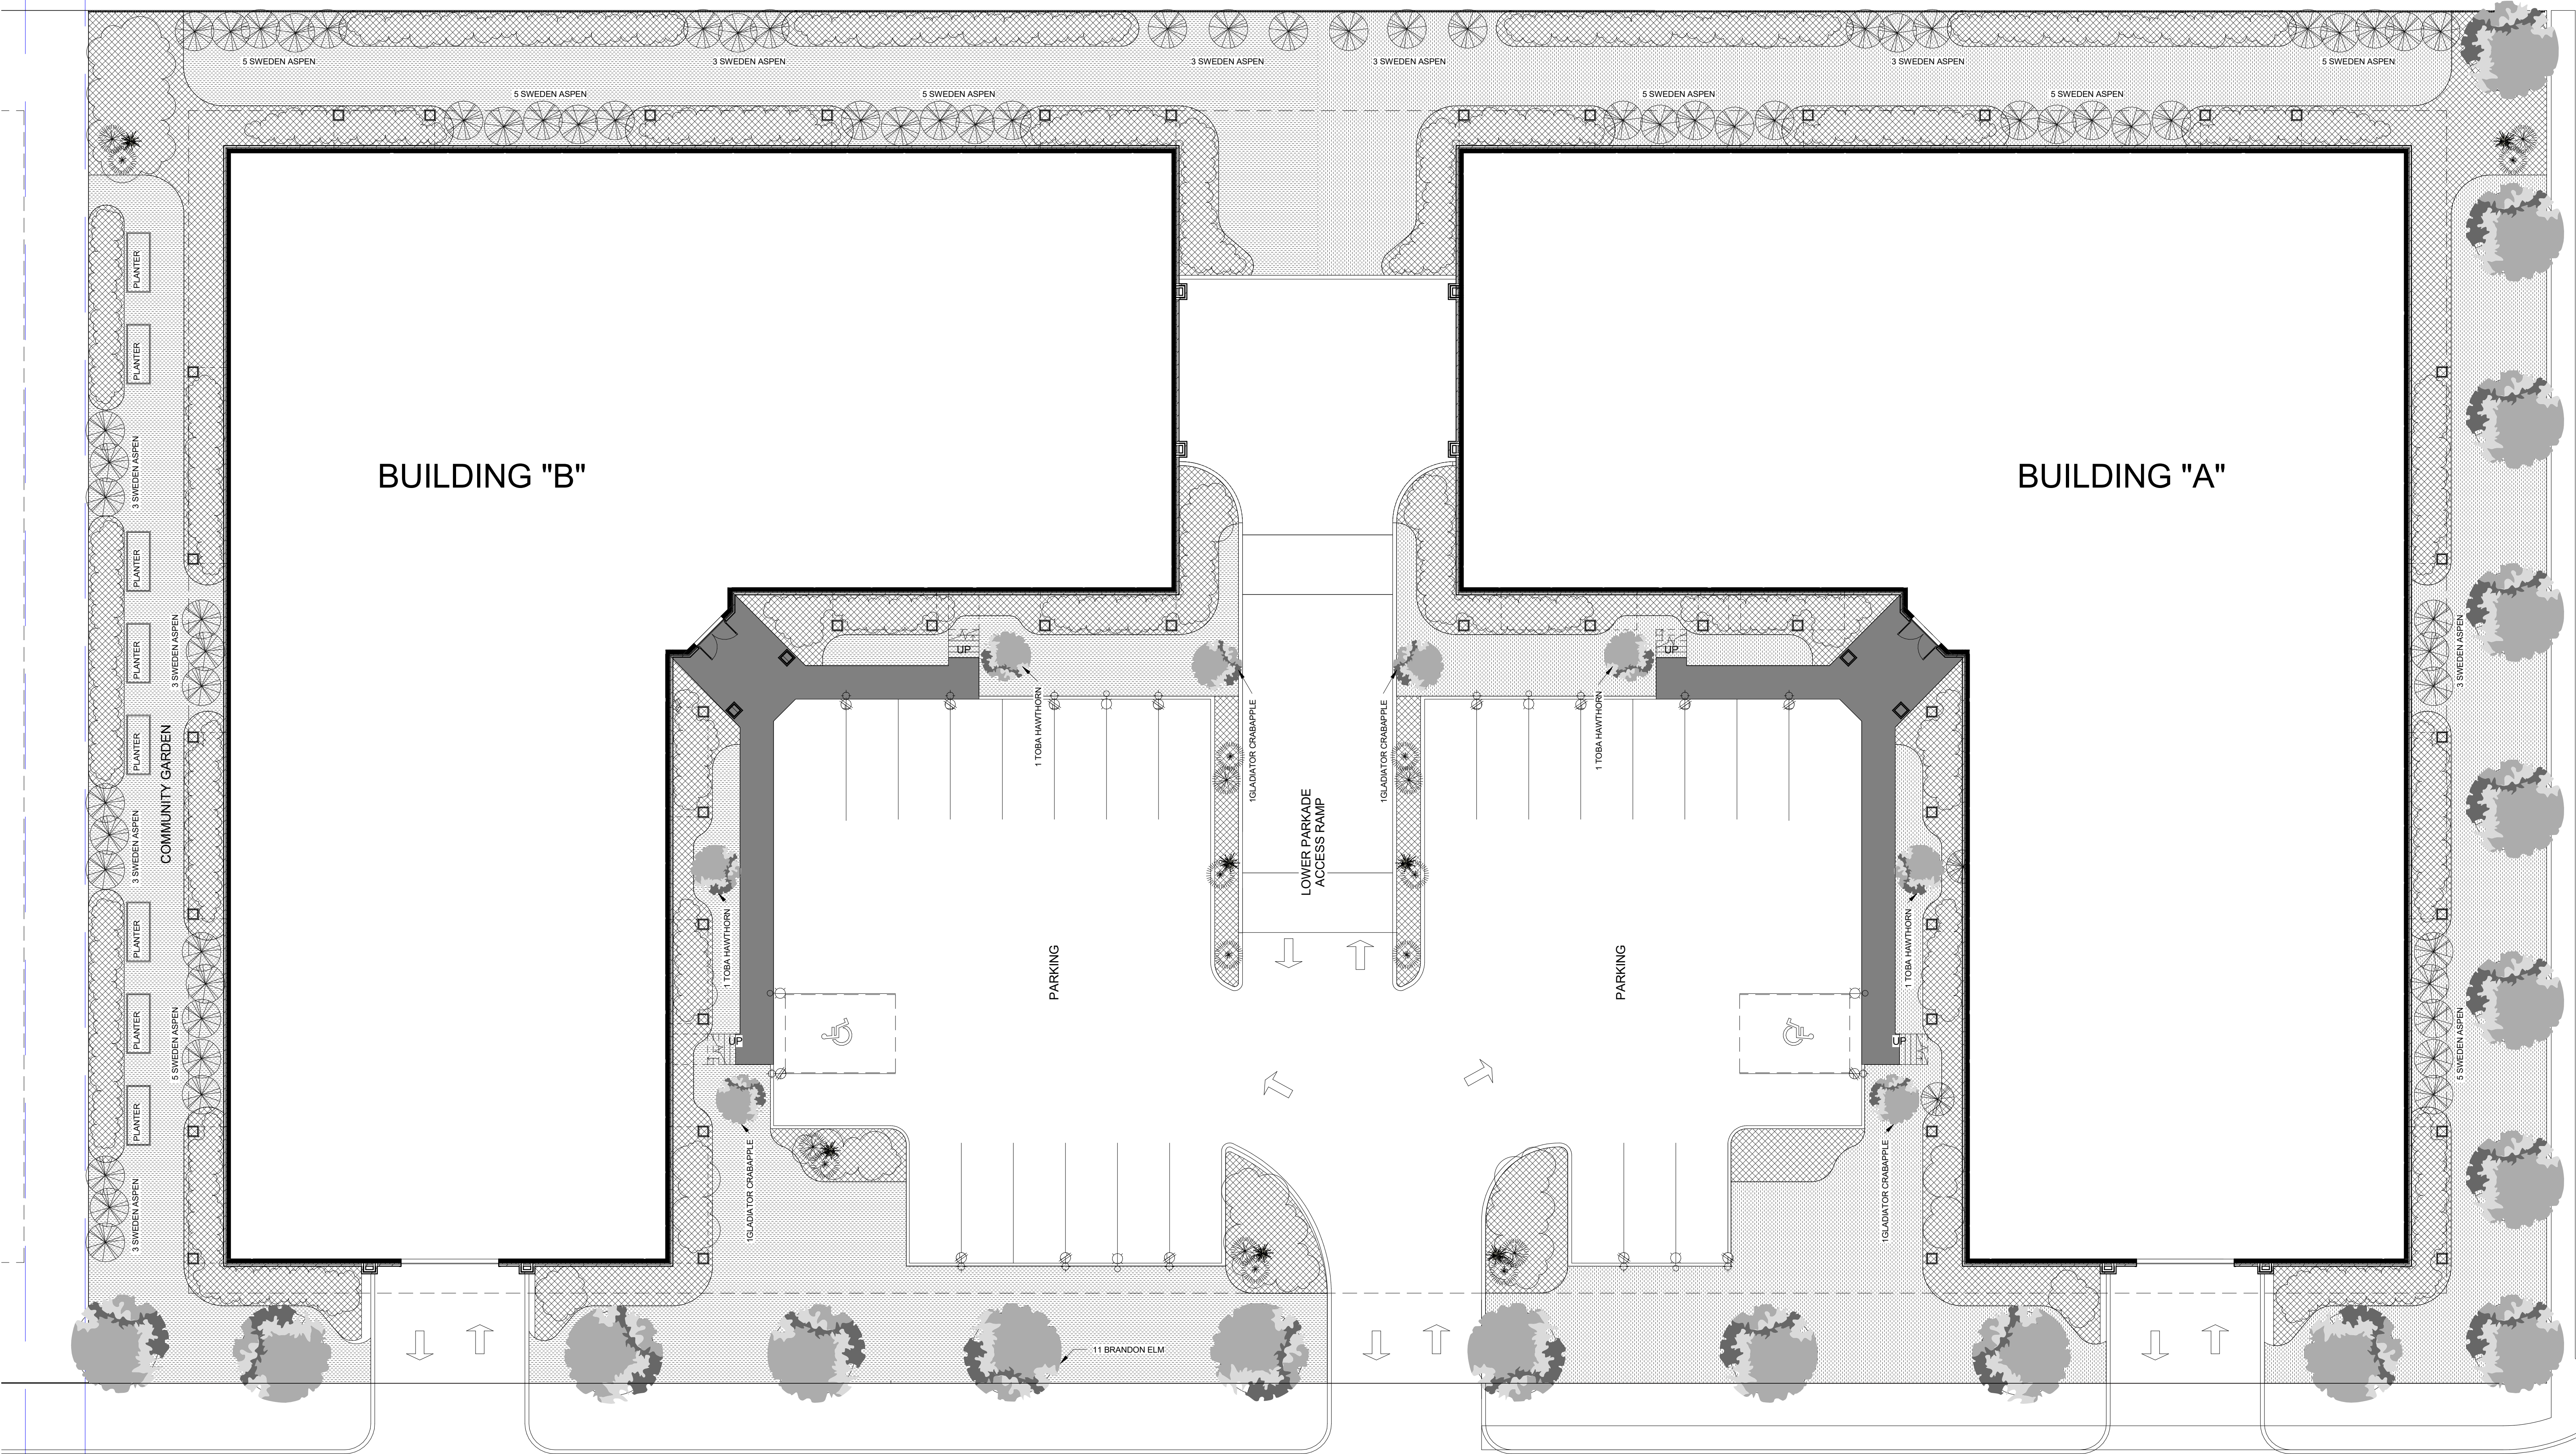 5 SWEDEN ASPEN
3 SWEDEN ASPEN
3 SWEDEN ASPEN
3 SWEDEN ASPEN
3 SWEDEN ASPEN
5 SWEDEN ASPEN
5 SWEDEN ASPEN
5 SWEDEN ASPEN
5 SWEDEN ASPEN
5 SWEDEN ASPEN
PLANTER
PLANTER
3 SWEDEN ASPEN
BUILDING "B"
BUILDING "A"
PLANTER
PLANTER
3 SWEDEN ASPEN
PLANTER
COMMUNITY GARDEN
3 SWEDEN ASPEN
PLANTER
PLANTER
5 SWEDEN ASPEN
PLANTER
3 SWEDEN ASPEN
UP
1 TOBA HAWTHORN
1GLADIATOR CRABAPPLE
1GLADIATOR CRABAPPLE
1 TOBA HAWTHORN
UP
3 SWEDEN ASPEN
LOWER PARKADE
ACCESS RAMP
1 TOBA HAWTHORN
PARKING
PARKING
1 TOBA HAWTHORN
UP
UP
5 SWEDEN ASPEN
1GLADIATOR CRABAPPLE
1GLADIATOR CRABAPPLE
11 BRANDON ELM